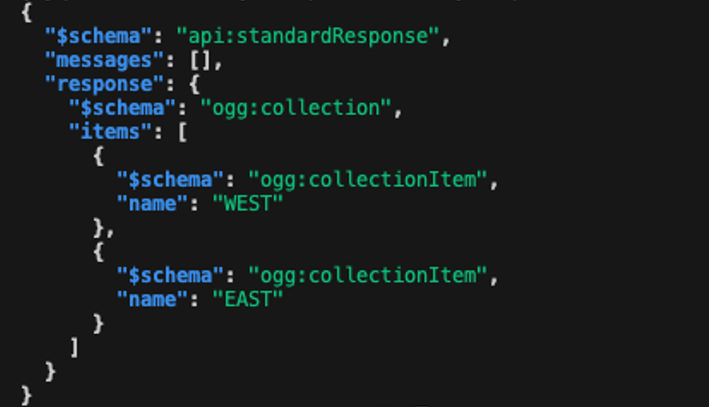 {
  "$schema": "api:standardResponse",
  "messages": [],
  "response": {
    "$schema": "ogg:collection",
    "items": [
      {
        "$schema": "ogg:collectionItem",
        "name": "WEST"
      },
      {
        "$schema": "ogg:collectionItem",
        "name": "EAST"
      }
    ]
  }
}